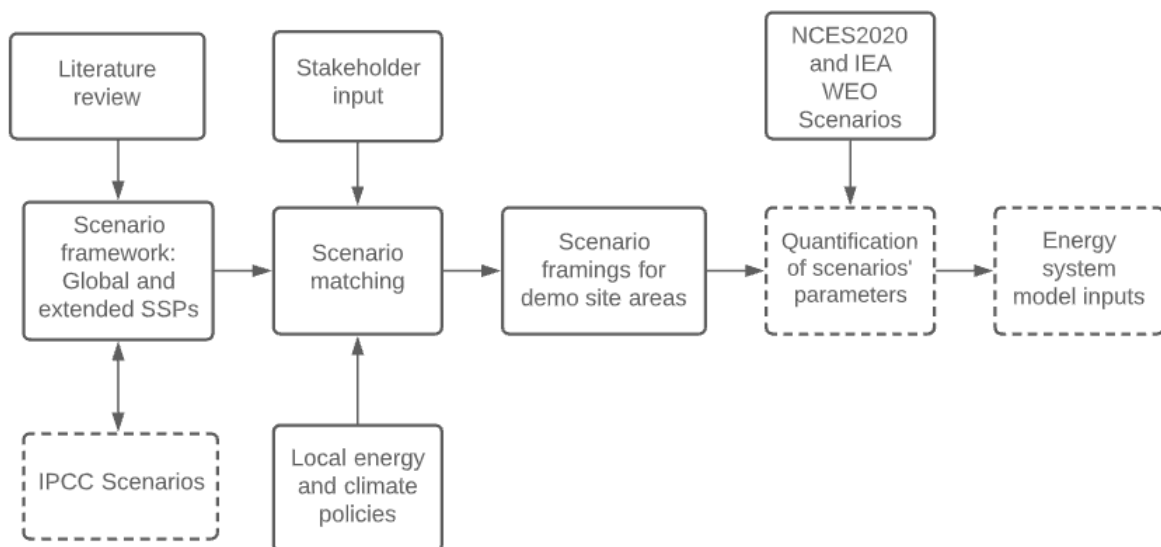 Literature
review
Stakeholder
input
NCES2020
and IEA
WEO
Scenarios
Scenario
framework:
Global and
extended SSPs
Scenario
matching
Scenario
framings for
demo site areas
Quantification
of scenarios'
parameters
Energy
system
model inputs
IPCC Scenarios
Local energy
and climate
policies